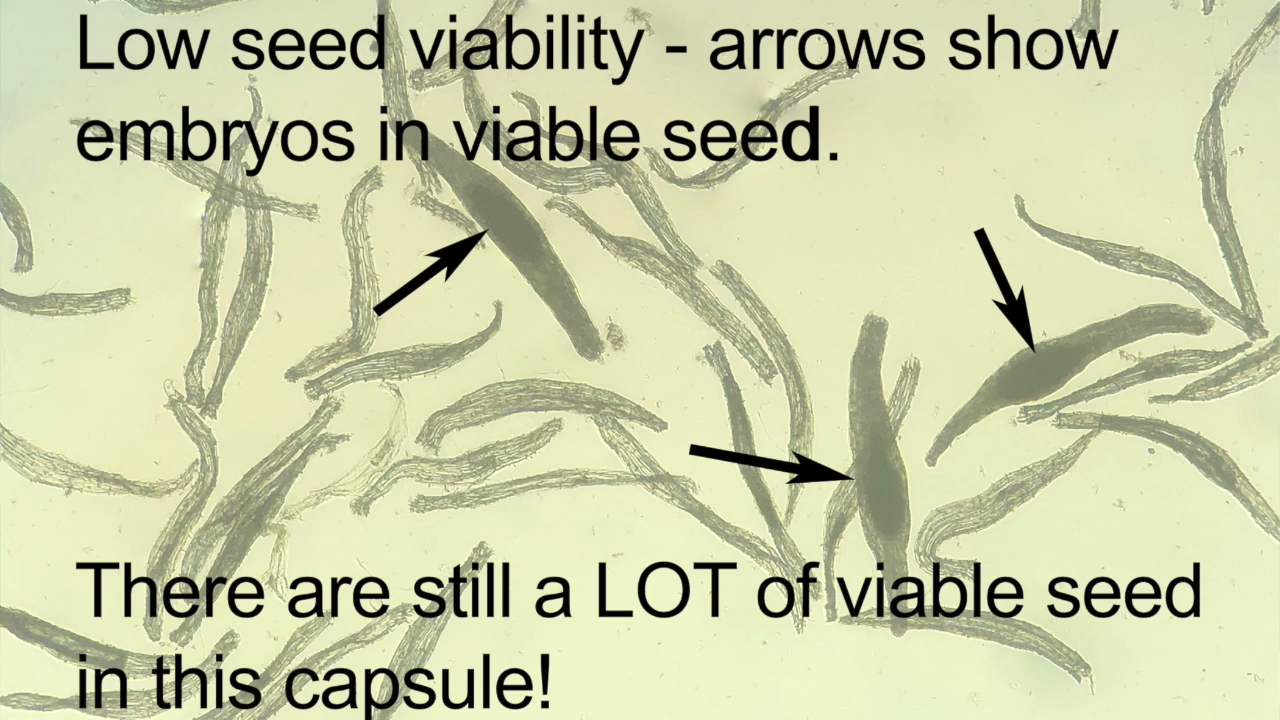 Low seed viability - arrows show
embryos in viable seed.
There are still a LOT of viable seed
in this capsule!